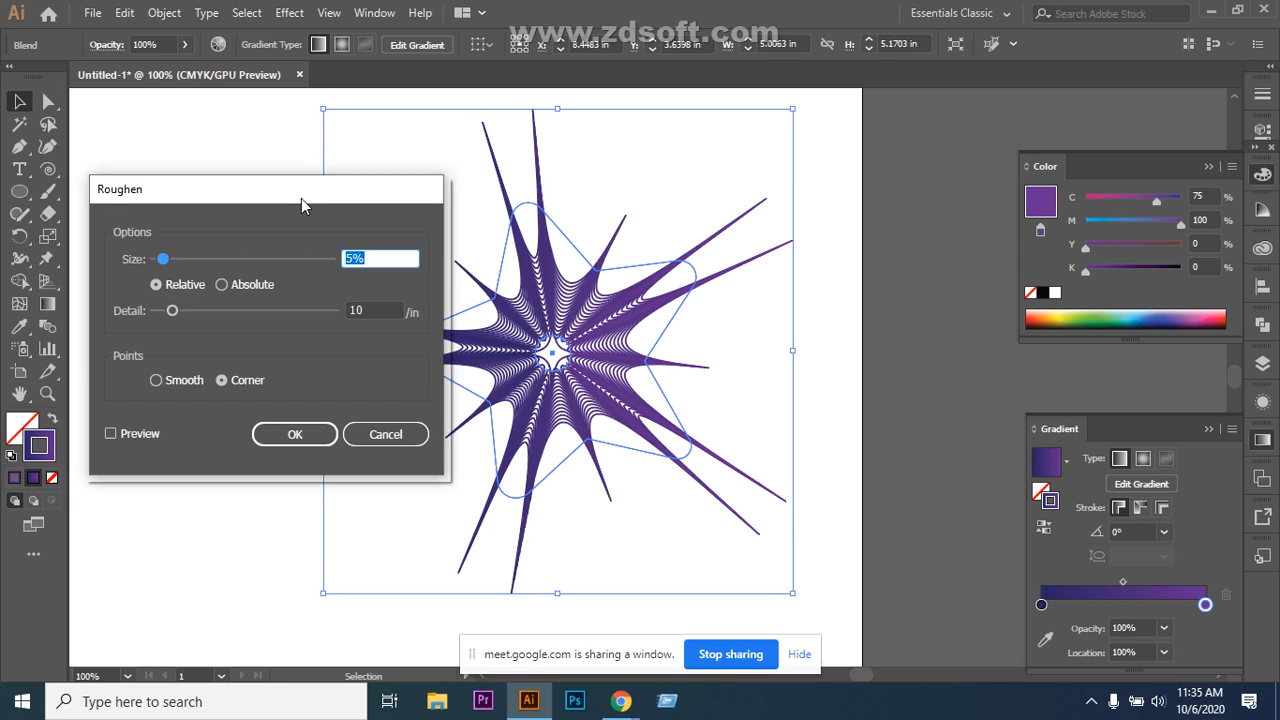 Ai File Edit Object Type Select Effect View Window Help Essentials Classic Search Adobe Stock
www.zdsoft.com
Blend Opacity: 100% Gradient Type: Edit Gradient X: 8.4483 in Y: 3.6398 in W: 5.0063 in H: 5.1703 in
Untitled-1* @ 100% (CMYK/GPU Preview)
Roughen
Options
Size: 5%
Relative Absolute
Detail: 10 /in
Points
Smooth Corner
Preview OK Cancel
Color
C 75 %
M 100 %
Y 0 %
K 0 %
Gradient
Type:
Edit Gradient
Stroke:
0°
Opacity: 100%
Location: 100%
meet.google.com is sharing a window. Stop sharing Hide
100% 1 Selection
Type here to search
Pr Ai Ps
11:35 AM
10/6/2020